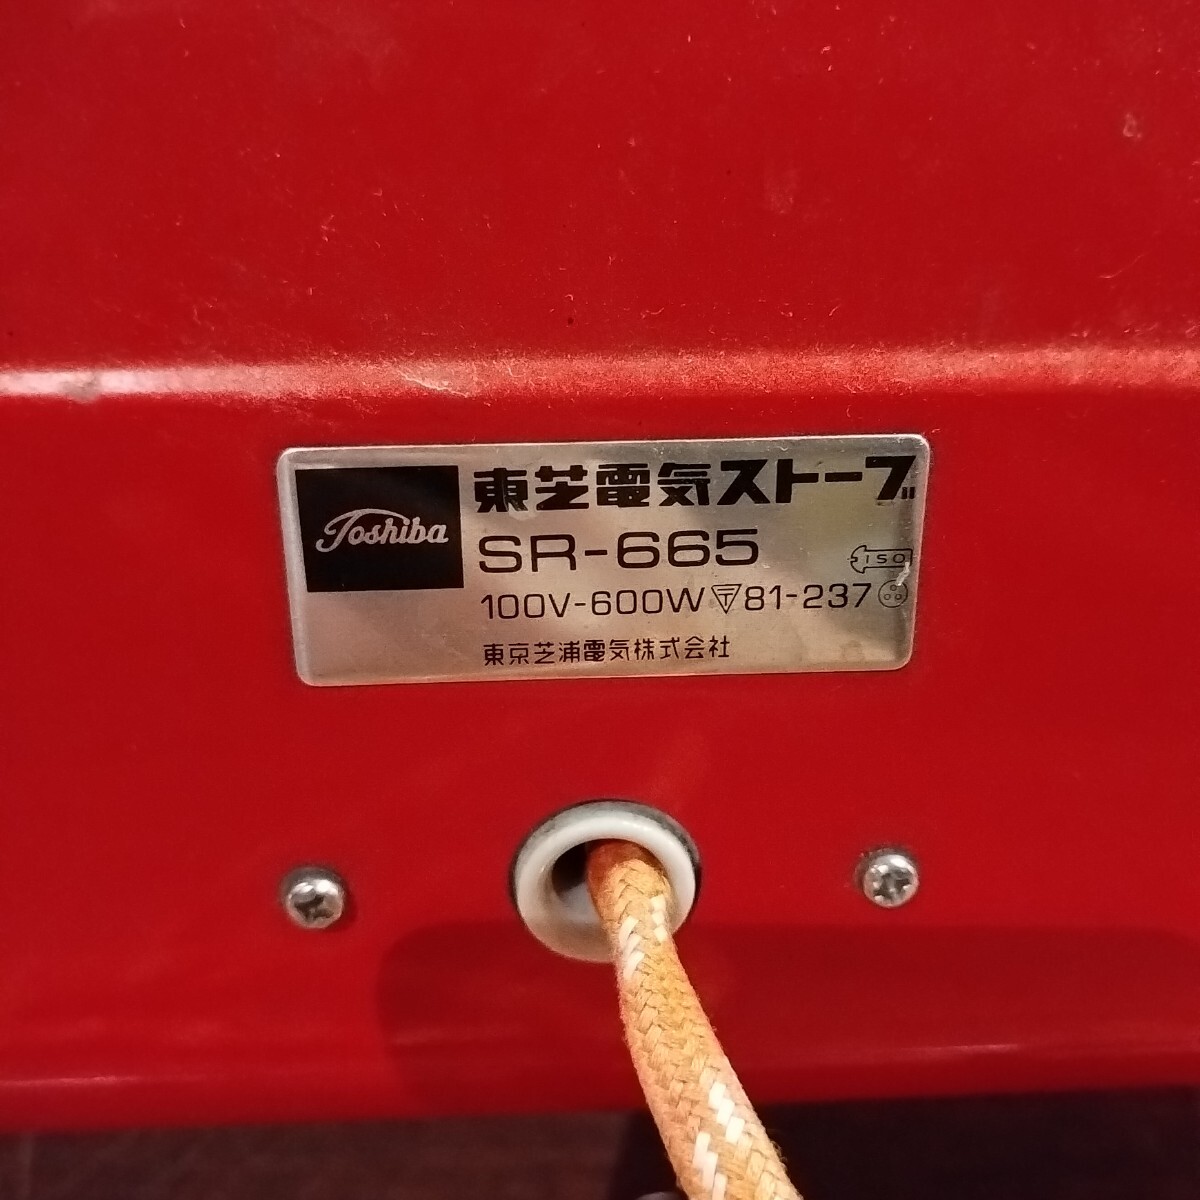 Toshiba
東芝電気ストーブ
SR-665
ISO
100V-600W 〒 81-237
東京芝浦電気株式会社